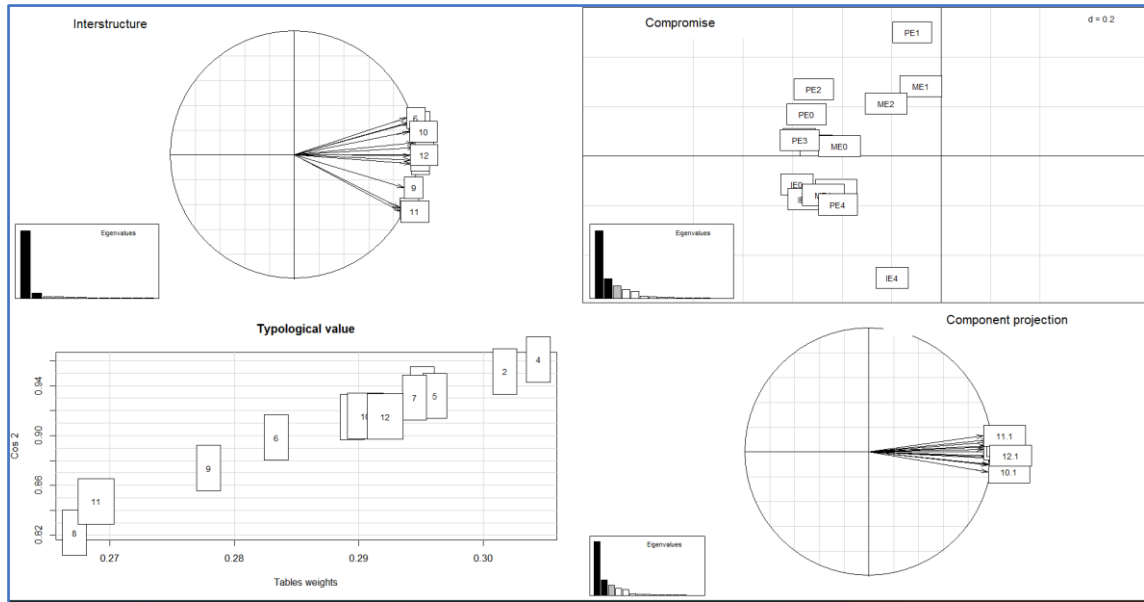 Interstructure
6
10
12
9
11
Eigenvalues
Compromise
d = 0.2
PE1
ME1
PE2
ME2
PE0
PE3
ME0
IE0
PE4
IE4
Eigenvalues
Typological value
Cos 2
0.94
0.90
0.86
0.82
4
2
5
7
12
10
6
9
11
8
0.27
0.28
0.29
0.30
Tables weights
Component projection
11.1
12.1
10.1
Eigenvalues